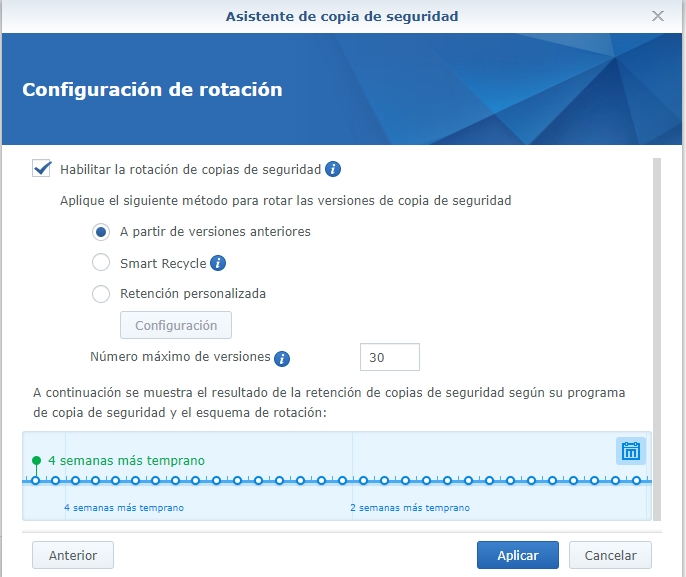 Asistente de copia de seguridad
Configuración de rotación
Habilitar la rotación de copias de seguridad
Aplique el siguiente método para rotar las versiones de copia de seguridad
A partir de versiones anteriores
Smart Recycle
Retención personalizada
Configuración
Número máximo de versiones 30
A continuación se muestra el resultado de la retención de copias de seguridad según su programa
de copia de seguridad y el esquema de rotación:
4 semanas más temprano
4 semanas más temprano 2 semanas más temprano
Anterior Aplicar Cancelar